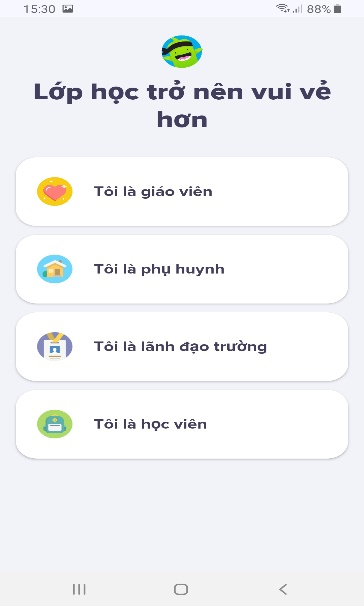 15:30 88%
Lớp học trở nên vui vẻ
hơn
Tôi là giáo viên
Tôi là phụ huynh
Tôi là lãnh đạo trường
Tôi là học viên